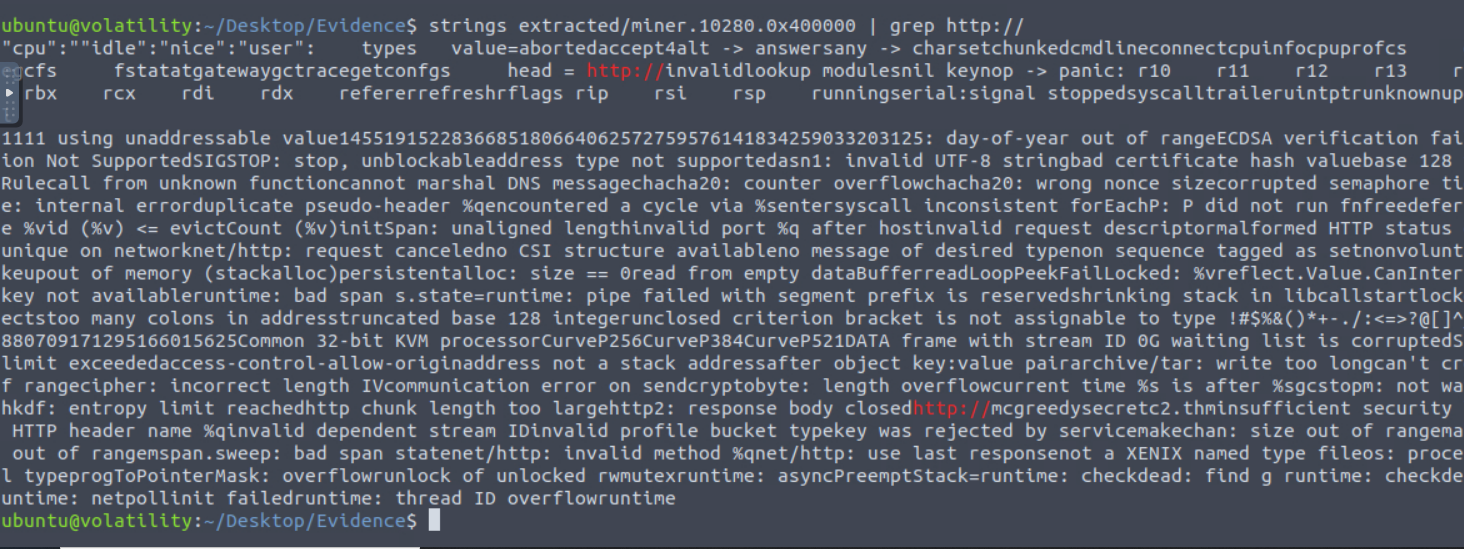 ubuntu@volatility:~/Desktop/Evidence$ strings extracted/miner.10280.0x400000 | grep http://
"cpu":""idle":"nice":"user":    types   value=abortedaccept4alt -> answersany -> charsetchunkedcmdlineconnectcpuinfocpuprofcs
cfs     fstatatgatewaygctracegetconfgs     head = http://invalidlookup modulesnil keynop -> panic: r10    r11    r12    r13    r
rbx    rcx    rdi    rdx    refererrefreshrflags rip    rsi    rsp    runningserial:signal stoppedsyscalltraileruintptrunknownup
1111 using unaddressable value14551915228366851806640625727595761418342590332​03125: day-of-year out of rangeECDSA verification fai
ion Not SupportedSIGSTOP: stop, unblockableaddress type not supportedasn1: invalid UTF-8 stringbad certificate hash valuebase 128
Rulecall from unknown functioncannot marshal DNS messagechacha20: counter overflowchacha20: wrong nonce sizecorrupted semaphore ti
e: internal errorduplicate pseudo-header %qencountered a cycle via %sentersyscall inconsistent forEachP: P did not run fnfreedefer
e %vid (%v) <= evictCount (%v)initSpan: unaligned lengthinvalid port %q after hostinvalid request descriptormalformed HTTP status
unique on networknet/http: request canceledno CSI structure availableno message of desired typenon sequence tagged as setnonvolunt
keupout of memory (stackalloc)persistentalloc: size == 0read from empty dataBufferreadLoopPeekFailLocked: %vreflect.Value.CanInter
key not availableruntime: bad span s.state=runtime: pipe failed with segment prefix is reservedshrinking stack in libcallstartlock
ectstoo many colons in addresstruncated base 128 integerunclosed criterion bracket is not assignable to type !#$%&()*+-./:<=>?@[]^
88070917129516601​5625Common 32-bit KVM processorCurveP256CurveP384CurveP521DATA frame with stream ID 0G waiting list is corruptedS
limit exceededaccess-control-allow-originaddress not a stack addressafter object key:value pairarchive/tar: write too longcan't cr
f rangecipher: incorrect length IVcommunication error on sendcryptobyte: length overflowcurrent time %s is after %sgcstopm: not wa
hkdf: entropy limit reachedhttp chunk length too largehttp2: response body closedhttp://mcgreedysecretc2.thminsufficient security
HTTP header name %qinvalid dependent stream IDinvalid profile bucket typekey was rejected by servicemakechan: size out of rangema
out of rangemspan.sweep: bad span statenet/http: invalid method %qnet/http: use last responsenot a XENIX named type fileos: proce
l typeprogToPointerMask: overflowrunlock of unlocked rwmutexruntime: asyncPreemptStack=runtime: checkdead: find g runtime: checkde
untime: netpollinit failedruntime: thread ID overflowruntime
ubuntu@volatility:~/Desktop/Evidence$